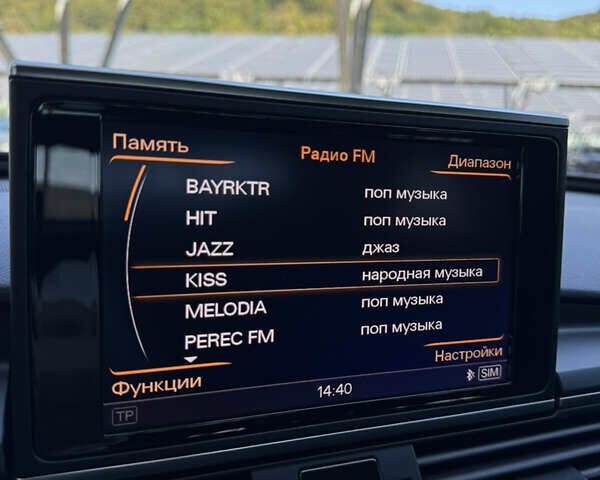 Память Радио FM Диапазон
BAYRKTR поп музыка
HIT поп музыка
JAZZ джаз
KISS народная музыка
MELODIA поп музыка
PEREC FM поп музыка
Функции Настройки
TP 14:40 SIM